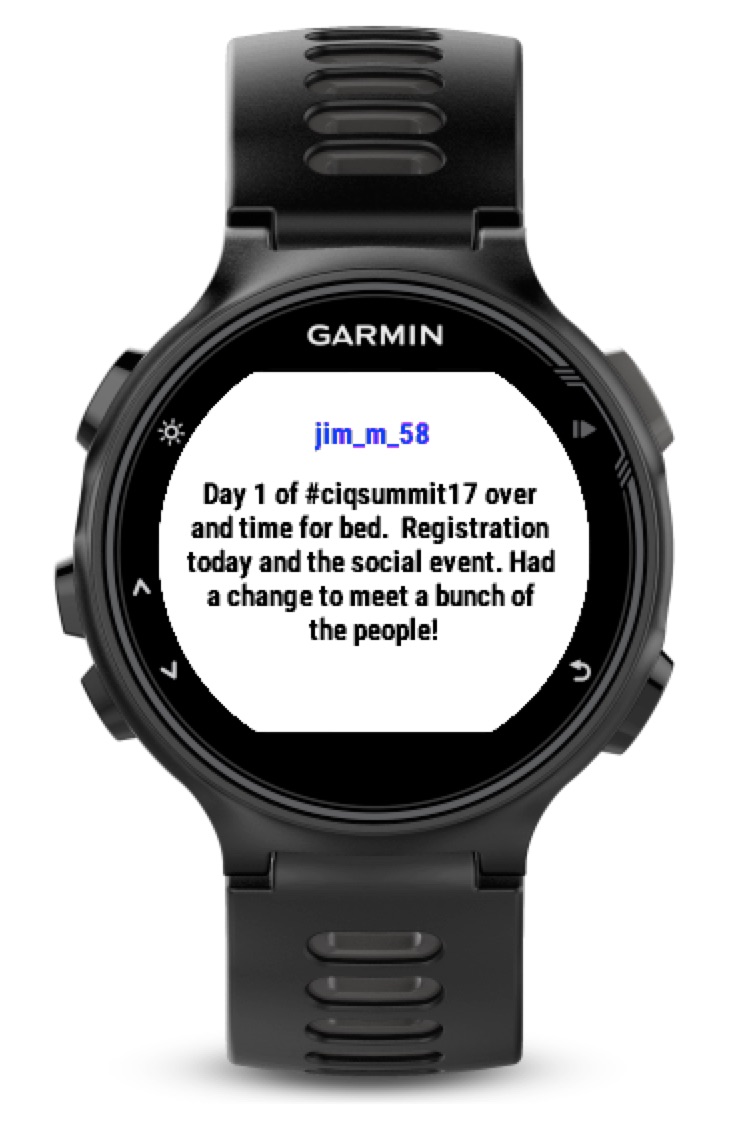 GARMIN
jim_m_58
Day 1 of #ciqsummit17 over
and time for bed.  Registration
today and the social event. Had
a change to meet a bunch of
the people!